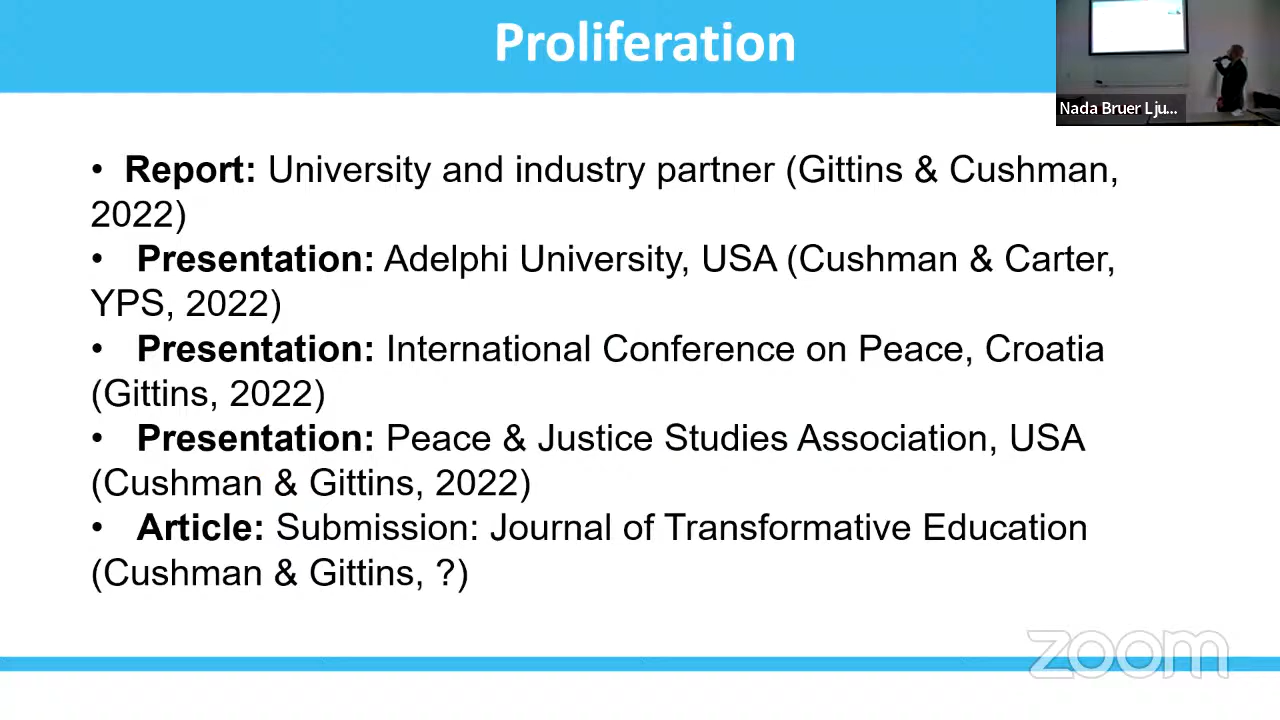 Proliferation
Nada Bruer Lju...
• Report: University and industry partner (Gittins & Cushman,
2022)
• Presentation: Adelphi University, USA (Cushman & Carter,
YPS, 2022)
• Presentation: International Conference on Peace, Croatia
(Gittins, 2022)
• Presentation: Peace & Justice Studies Association, USA
(Cushman & Gittins, 2022)
• Article: Submission: Journal of Transformative Education
(Cushman & Gittins, ?)
zoom